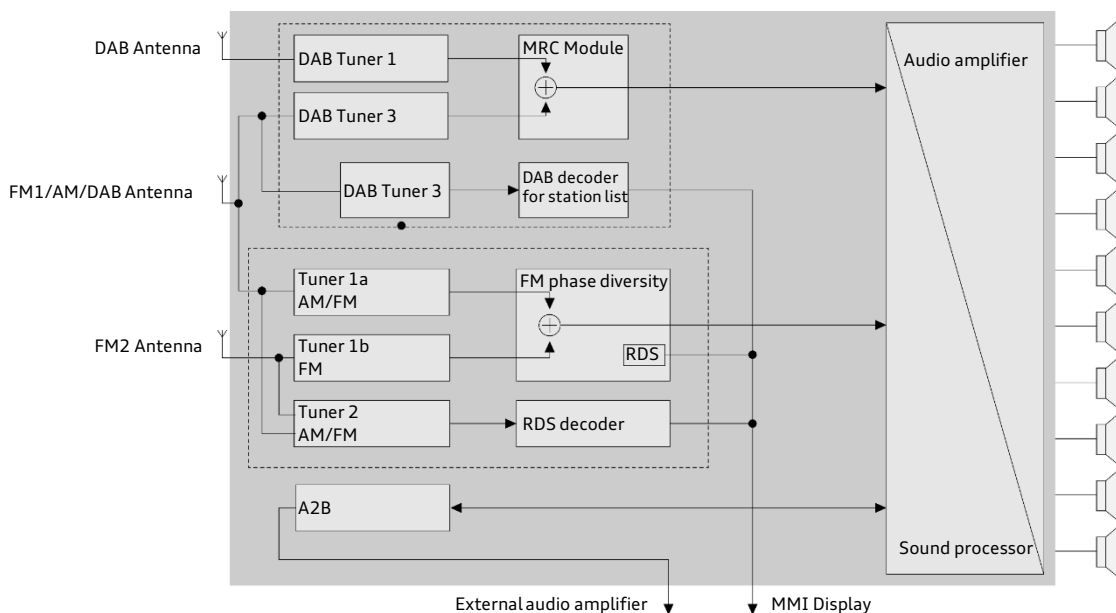 DAB Antenna
DAB Tuner 1
MRC Module
Audio amplifier
DAB Tuner 3
FM1/AM/DAB Antenna
DAB Tuner 3
DAB decoder
for station list
Tuner 1a
AM/FM
FM phase diversity
FM2 Antenna
Tuner 1b
FM
RDS
Tuner 2
AM/FM
RDS decoder
A2B
Sound processor
External audio amplifier
MMI Display